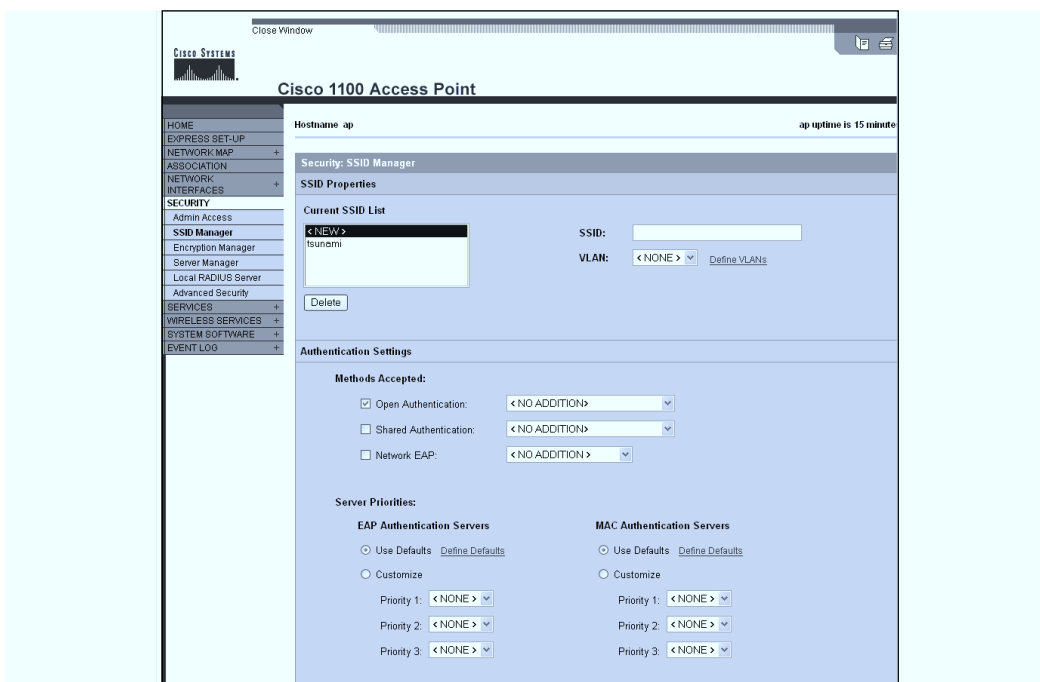 Close Window
CISCO SYSTEMS
Cisco 1100 Access Point
HOME
EXPRESS SET-UP
NETWORK MAP +
ASSOCIATION
NETWORK
INTERFACES +
SECURITY
Admin Access
SSID Manager
Encryption Manager
Server Manager
Local RADIUS Server
Advanced Security
SERVICES +
WIRELESS SERVICES +
SYSTEM SOFTWARE +
EVENT LOG +
Hostname ap ap uptime is 15 minute
Security: SSID Manager
SSID Properties
Current SSID List
< NEW >
tsunami
Delete
SSID:
VLAN: < NONE > Define VLANs
Authentication Settings
Methods Accepted:
Open Authentication: < NO ADDITION>
Shared Authentication: < NO ADDITION>
Network EAP: < NO ADDITION >
Server Priorities:
EAP Authentication Servers
Use Defaults Define Defaults
Customize
Priority 1: < NONE >
Priority 2: < NONE >
Priority 3: < NONE >
MAC Authentication Servers
Use Defaults Define Defaults
Customize
Priority 1: < NONE >
Priority 2: < NONE >
Priority 3: < NONE >